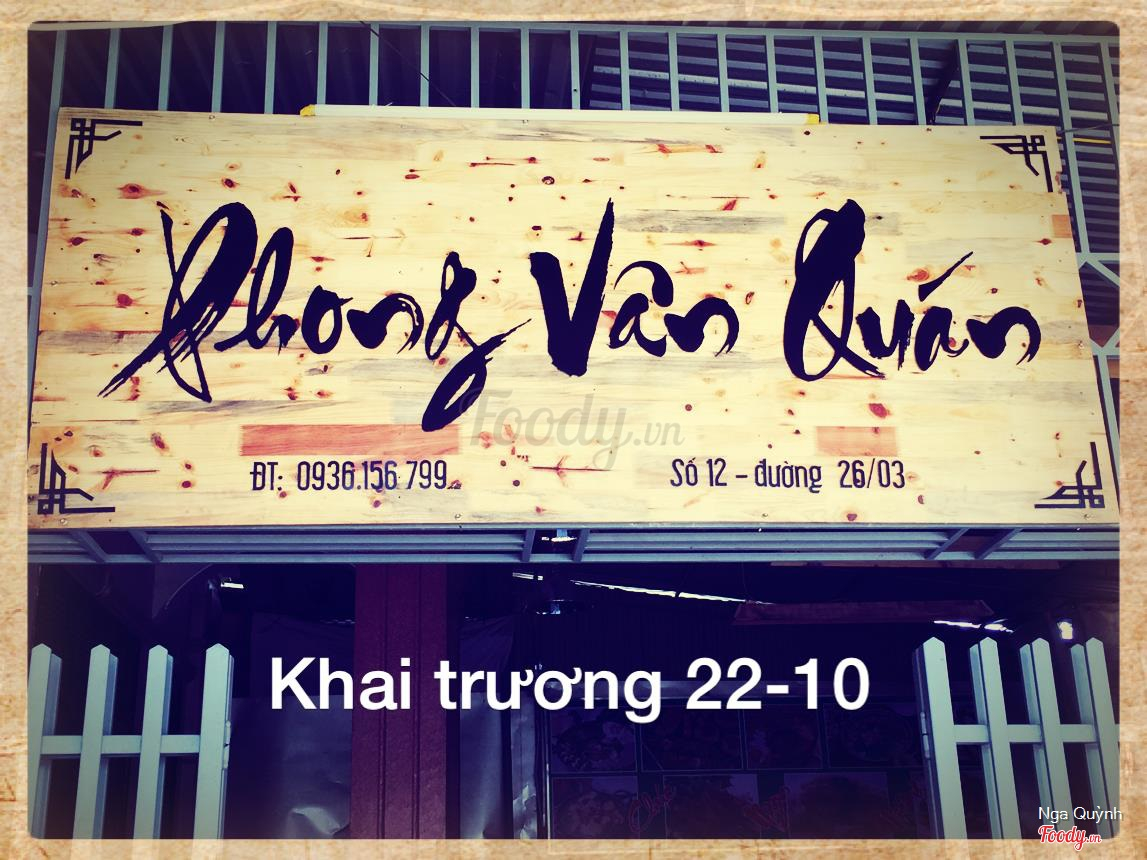 Phong Vân Quán
Foody.vn
ĐT: 0936.156.799 Số 12 - đường 26/03
Khai trương 22-10
Nga Quỳnh
Foody.vn